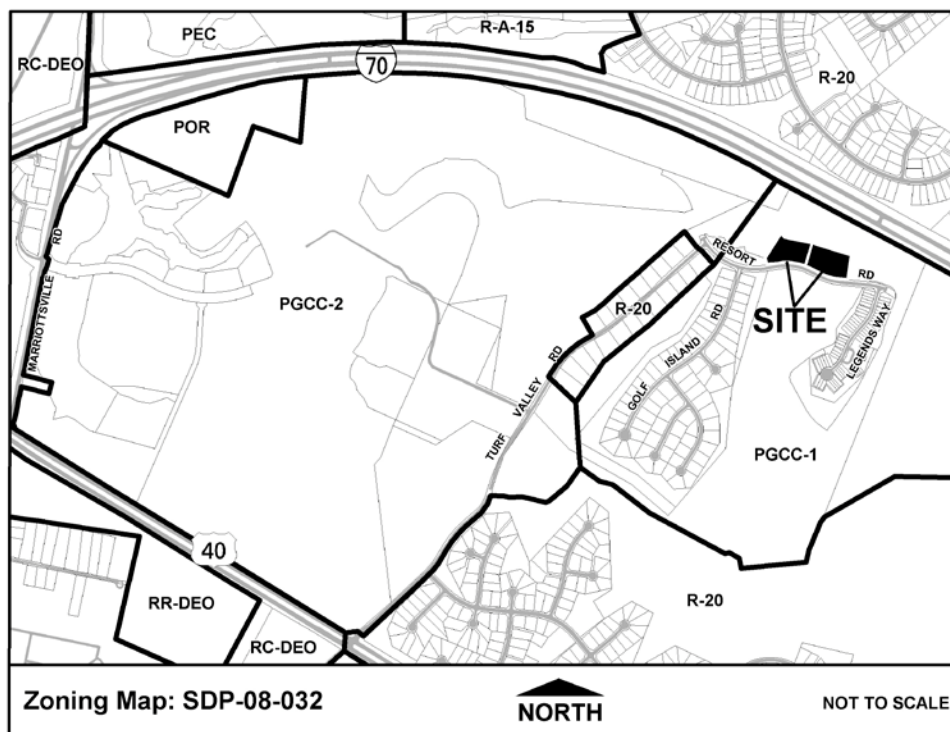 PEC
R-A-15
RC-DEO
70
R-20
POR
RESORT RD
MARRIOTTSVILLE RD
PGCC-2
R-20
SITE
GOLF ISLAND RD
LEGENDS WAY
TURF VALLEY RD
PGCC-1
40
RR-DEO
R-20
RC-DEO
Zoning Map: SDP-08-032
NORTH
NOT TO SCALE